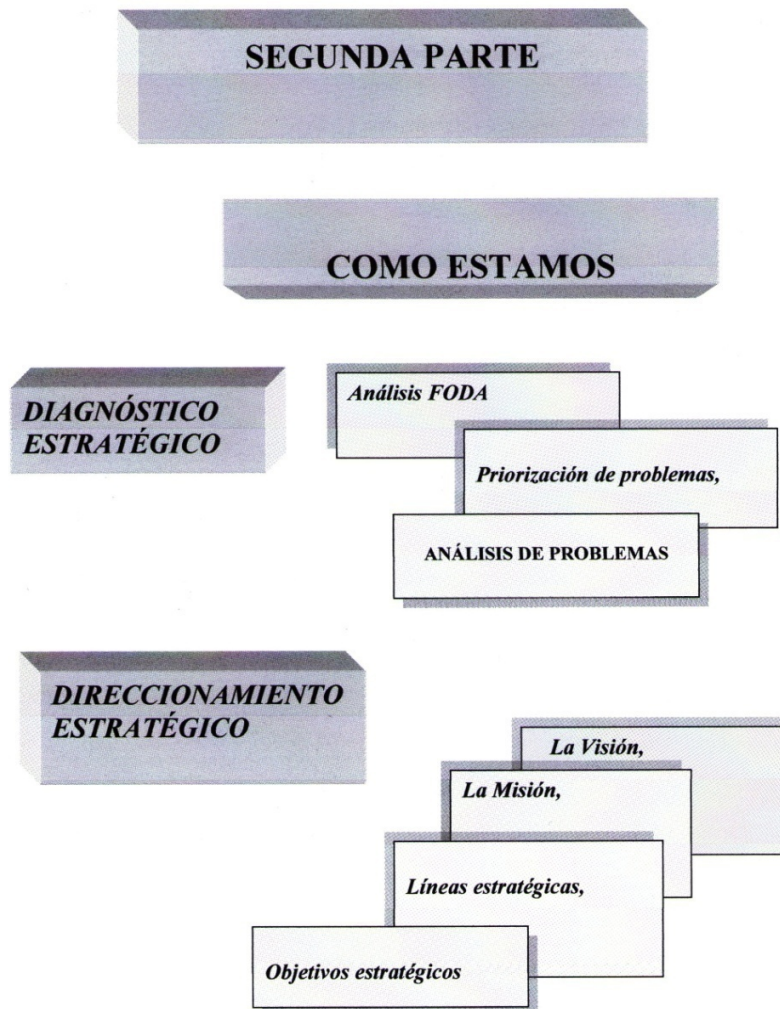 SEGUNDA PARTE
COMO ESTAMOS
DIAGNÓSTICO
ESTRATÉGICO
Análisis FODA
Priorización de problemas,
ANÁLISIS DE PROBLEMAS
DIRECCIONAMIENTO
ESTRATÉGICO
La Visión,
La Misión,
Líneas estratégicas,
Objetivos estratégicos